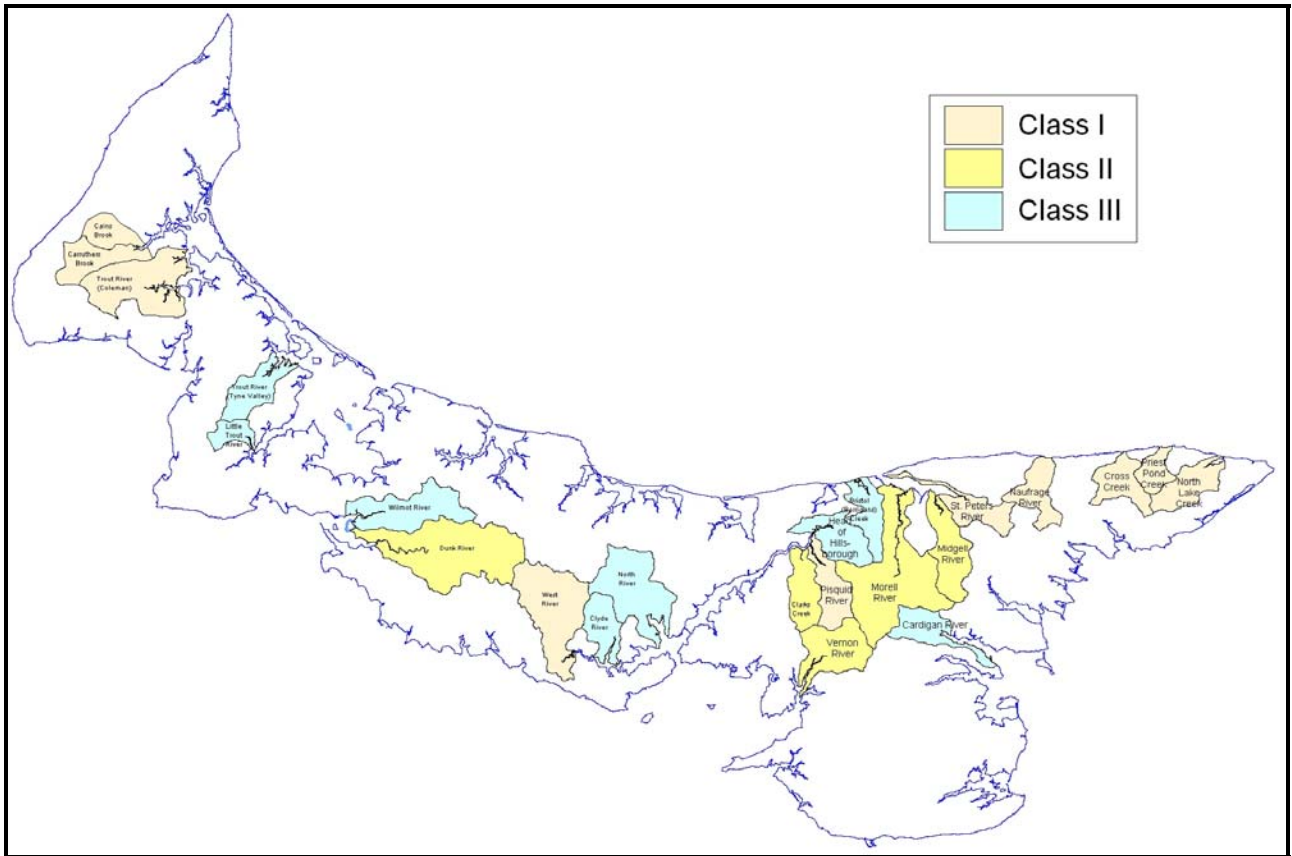 Class I
Class II
Class III
Cains
Brook
Carruthers
Brook
Trout River
(Coleman)
Trout River
(Tyne Valley)
Little
Trout
River
Wilmot River
Dunk River
West
River
North
River
Clyde
River
Bristol
Creek
Head
of
Hills-
borough
St. Peters
River
Naufrage
River
Cross
Creek
Priest
Pond
Creek
North
Lake
Creek
Midgell
River
Morell
River
Pisquid
River
Clarks
Creek
Vernon
River
Cardigan River